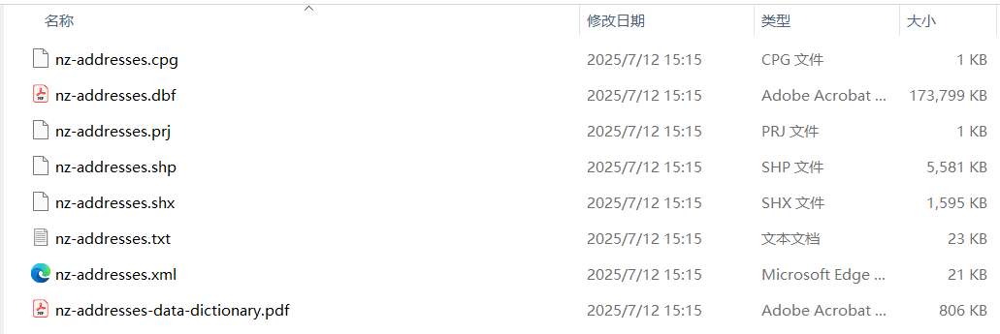 名称 修改日期 类型 大小
nz-addresses.cpg 2025/7/12 15:15 CPG 文件 1 KB
nz-addresses.dbf 2025/7/12 15:15 Adobe Acrobat ... 173,799 KB
nz-addresses.prj 2025/7/12 15:15 PRJ 文件 1 KB
nz-addresses.shp 2025/7/12 15:15 SHP 文件 5,581 KB
nz-addresses.shx 2025/7/12 15:15 SHX 文件 1,595 KB
nz-addresses.txt 2025/7/12 15:15 文本文档 23 KB
nz-addresses.xml 2025/7/12 15:15 Microsoft Edge ... 21 KB
nz-addresses-data-dictionary.pdf 2025/7/12 15:15 Adobe Acrobat ... 806 KB